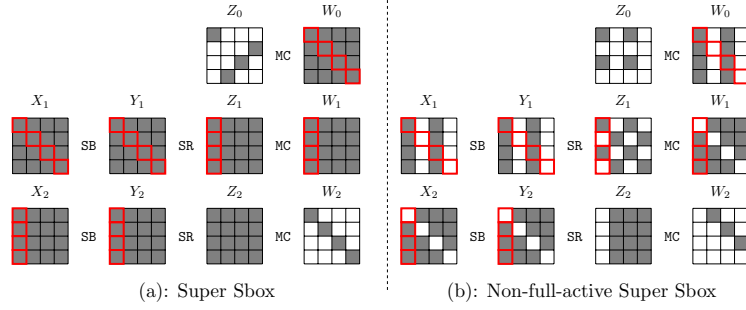 Z₀ W₀ Z₀ W₀
MC MC
X₁ Y₁ Z₁ W₁ X₁ Y₁ Z₁ W₁
SB SR MC SB SR MC
X₂ Y₂ Z₂ W₂ X₂ Y₂ Z₂ W₂
SB SR MC SB SR MC
(a): Super Sbox (b): Non-full-active Super Sbox